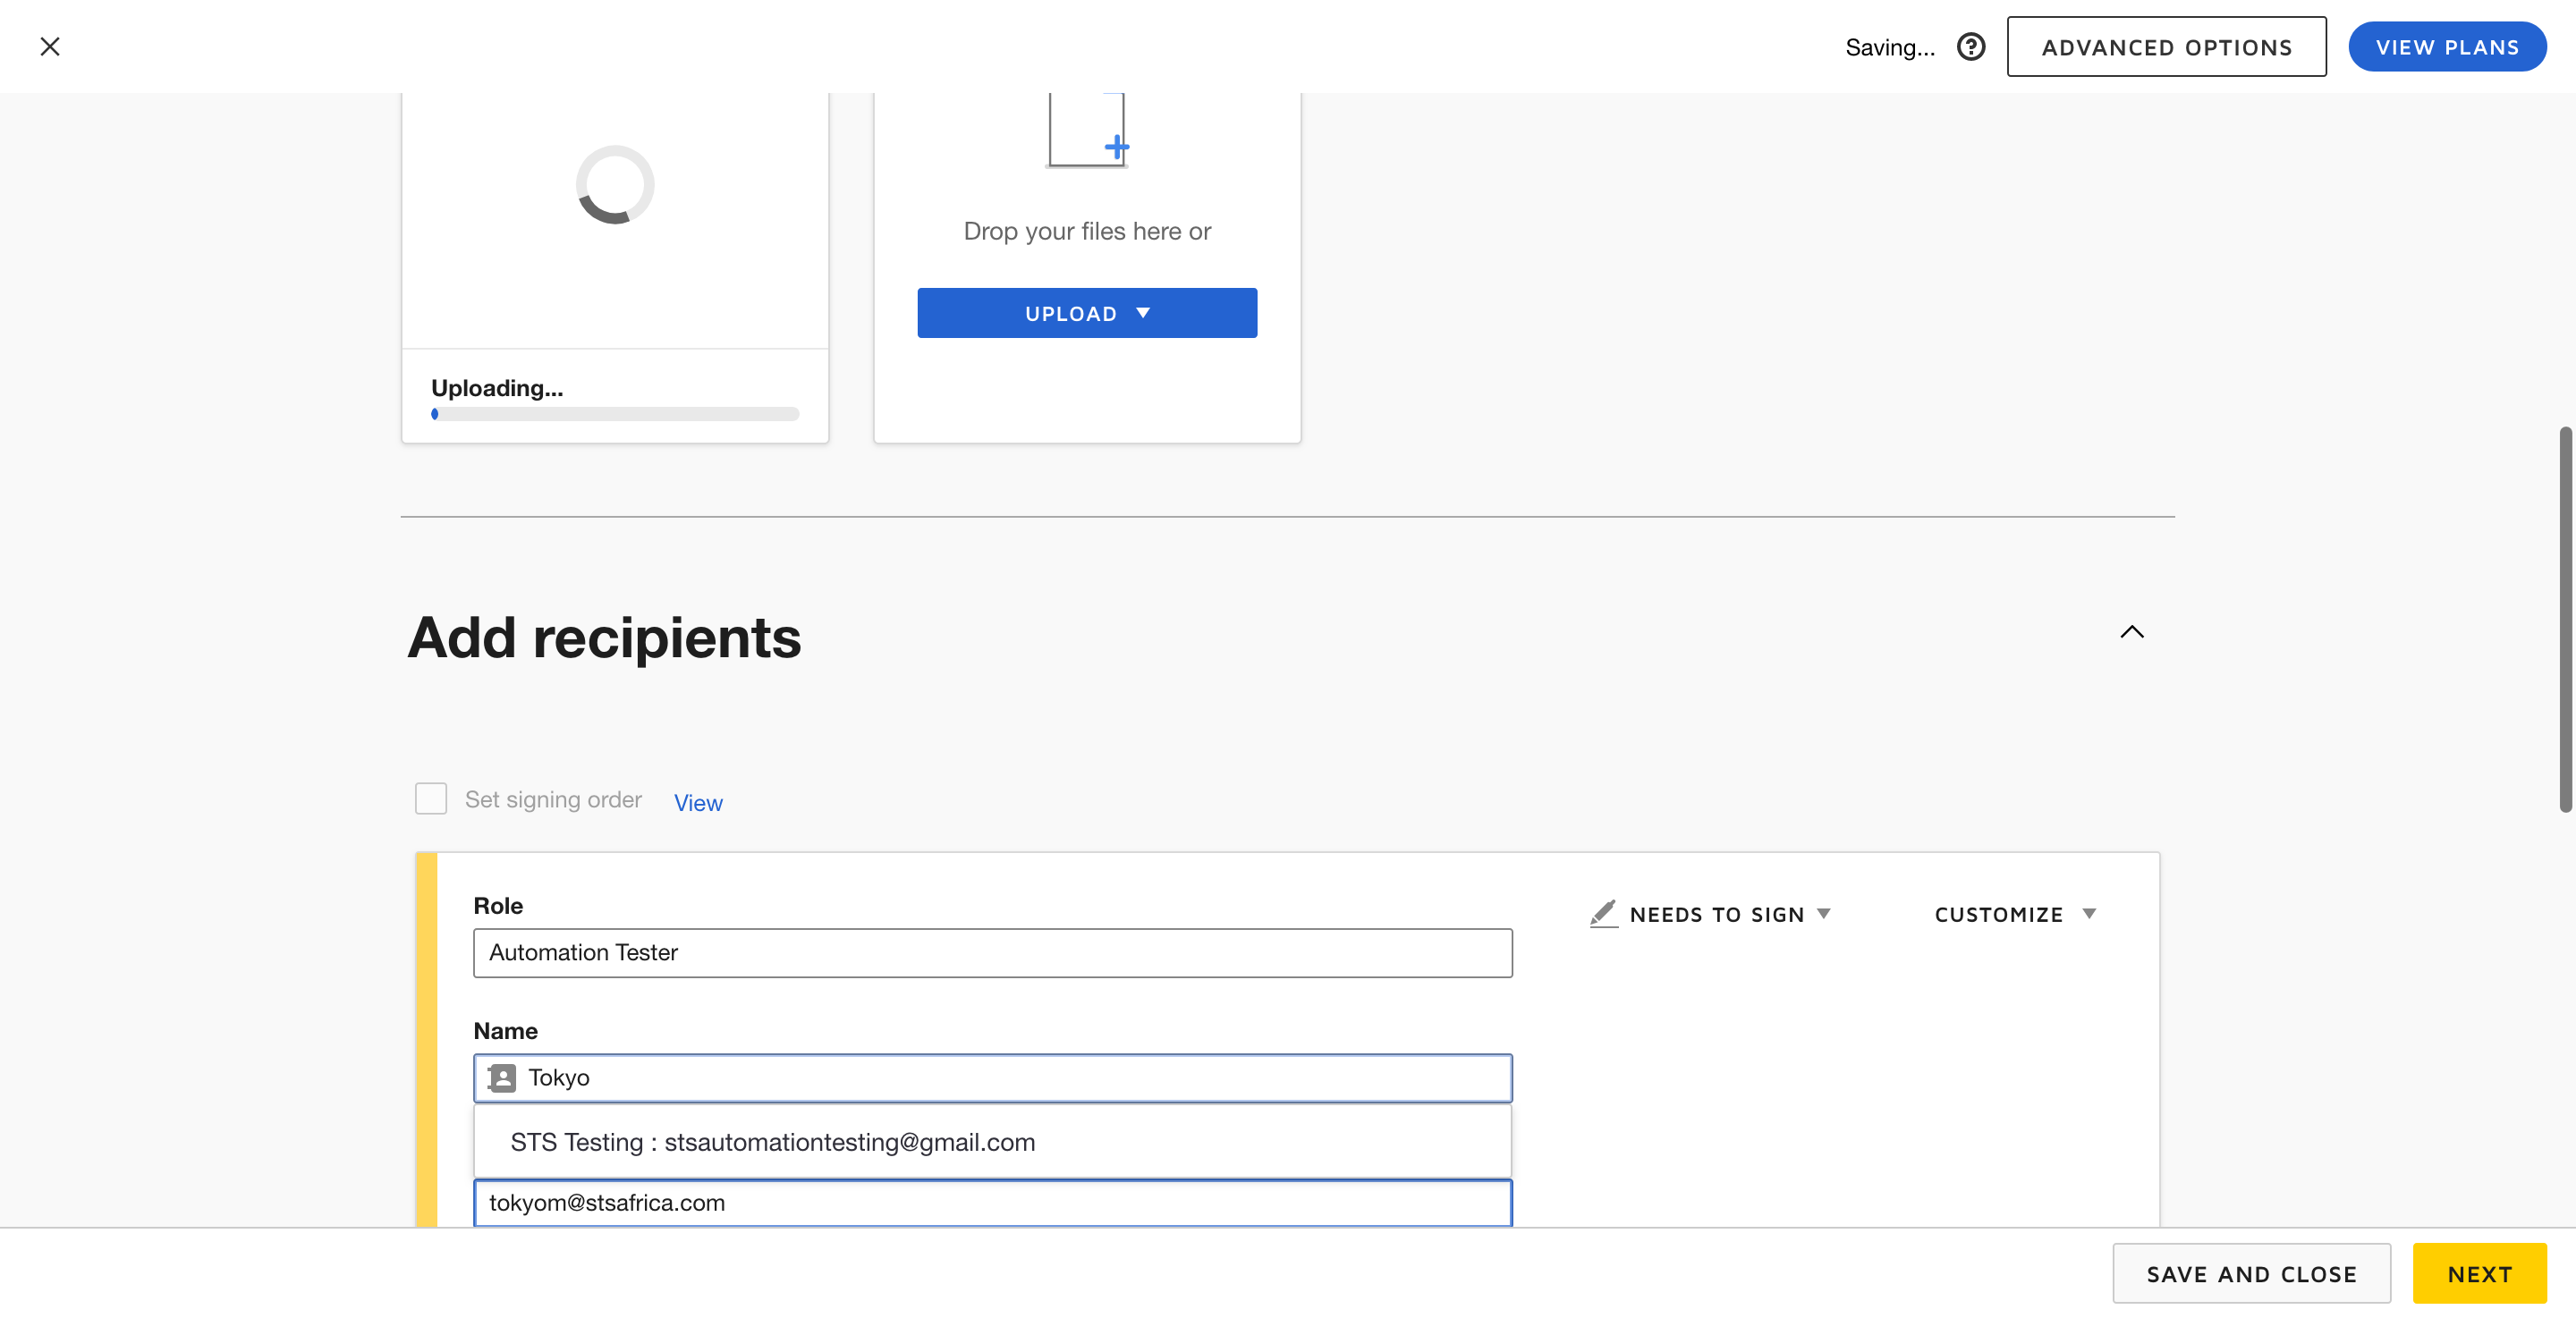 Saving...
ADVANCED OPTIONS
VIEW PLANS
Drop your files here or
UPLOAD
Uploading...
Add recipients
Set signing order
View
Role
NEEDS TO SIGN
CUSTOMIZE
Automation Tester
Name
Tokyo
STS Testing : stsautomationtesting@gmail.com
tokyom@stsafrica.com
SAVE AND CLOSE
NEXT